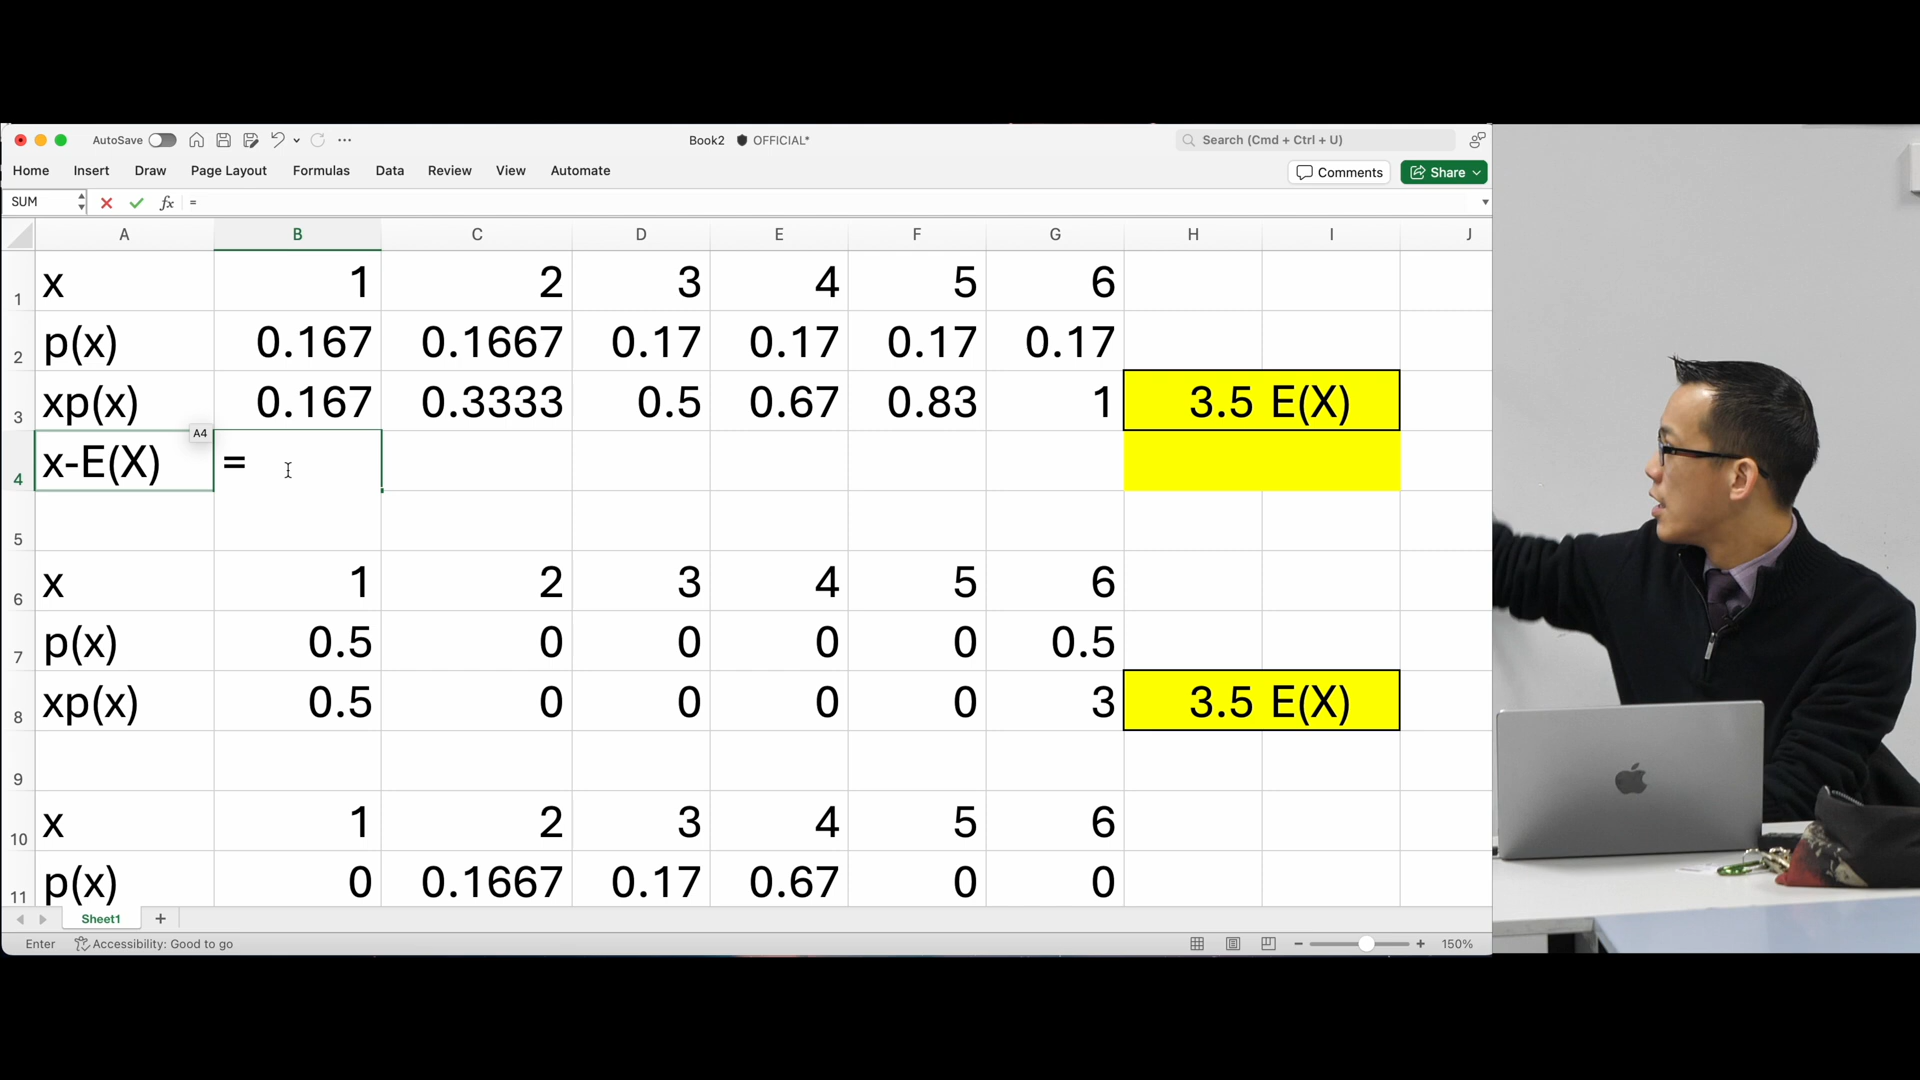 AutoSave
Book2 OFFICIAL*
Search (Cmd + Ctrl + U)
Home Insert Draw Page Layout Formulas Data Review View Automate
Comments Share
SUM fx =
A B C D E F G H I J
1 x 1 2 3 4 5 6
2 p(x) 0.167 0.1667 0.17 0.17 0.17 0.17
3 xp(x) 0.167 0.3333 0.5 0.67 0.83 1 3.5 E(X)
A4
4 x-E(X) =
5
6 x 1 2 3 4 5 6
7 p(x) 0.5 0 0 0 0 0.5
8 xp(x) 0.5 0 0 0 0 3 3.5 E(X)
9
10 x 1 2 3 4 5 6
11 p(x) 0 0.1667 0.17 0.67 0 0
Sheet1 +
Enter Accessibility: Good to go 150%